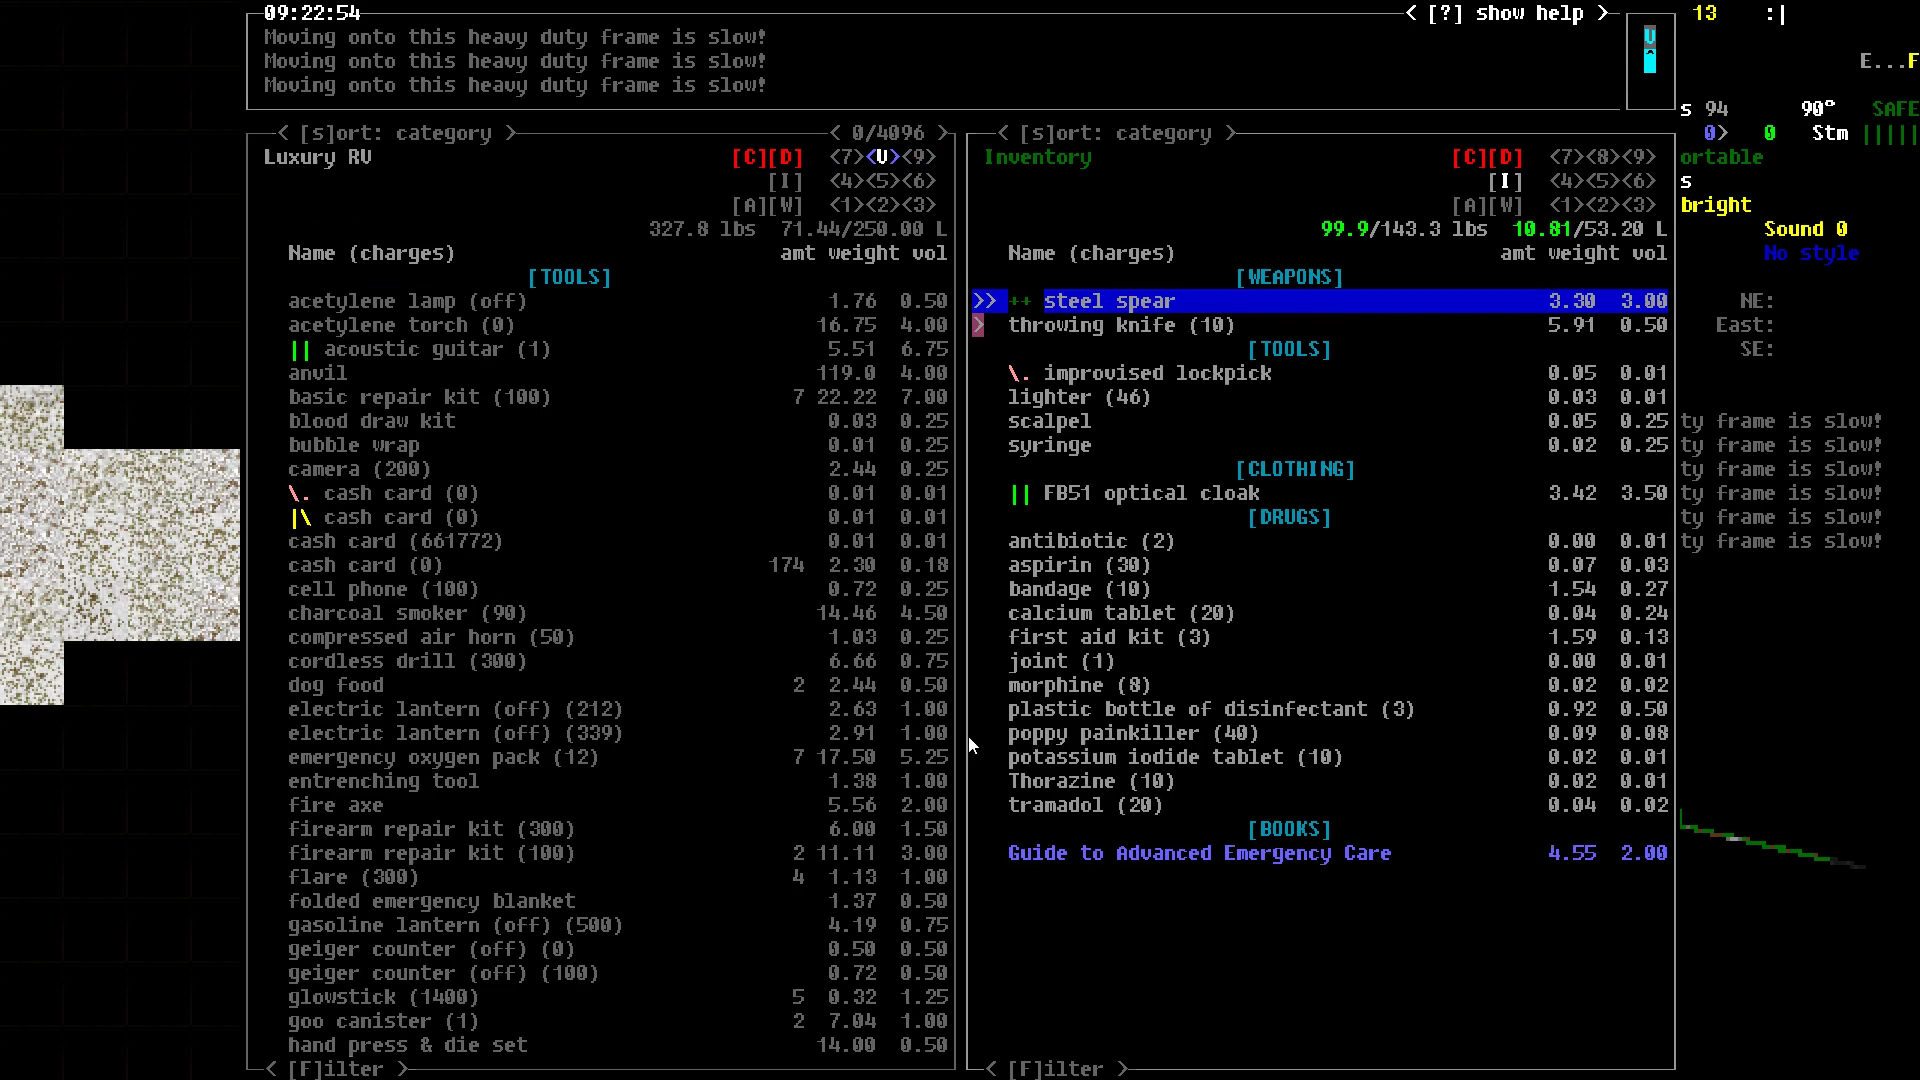 09:22:54
< [?] show help >
13 :|
Moving onto this heavy duty frame is slow!
Moving onto this heavy duty frame is slow!
Moving onto this heavy duty frame is slow!
V
^
E...F
s 94 90° SAFE
0> 0 Stm |||||
ortable
s
bright
Sound 0
No style
NE:
East:
SE:
ty frame is slow!
ty frame is slow!
ty frame is slow!
ty frame is slow!
ty frame is slow!
ty frame is slow!
< [s]ort: category > < 0/4096 >
Luxury RV [C][D] <7><V><9>
[I] <4><5><6>
[A][W] <1><2><3>
327.8 lbs 71.44/250.00 L
Name (charges) amt weight vol
[TOOLS]
acetylene lamp (off) 1.76 0.50
acetylene torch (0) 16.75 4.00
|| acoustic guitar (1) 5.51 6.75
anvil 119.0 4.00
basic repair kit (100) 7 22.22 7.00
blood draw kit 0.03 0.25
bubble wrap 0.01 0.25
camera (200) 2.44 0.25
\. cash card (0) 0.01 0.01
|\ cash card (0) 0.01 0.01
cash card (661772) 0.01 0.01
cash card (0) 174 2.30 0.18
cell phone (100) 0.72 0.25
charcoal smoker (90) 14.46 4.50
compressed air horn (50) 1.03 0.25
cordless drill (300) 6.66 0.75
dog food 2 2.44 0.50
electric lantern (off) (212) 2.63 1.00
electric lantern (off) (339) 2.91 1.00
emergency oxygen pack (12) 7 17.50 5.25
entrenching tool 1.38 1.00
fire axe 5.56 2.00
firearm repair kit (300) 6.00 1.50
firearm repair kit (100) 2 11.11 3.00
flare (300) 4 1.13 1.00
folded emergency blanket 1.37 0.50
gasoline lantern (off) (500) 4.19 0.75
geiger counter (off) (0) 0.50 0.50
geiger counter (off) (100) 0.72 0.50
glowstick (1400) 5 0.32 1.25
goo canister (1) 2 7.04 1.00
hand press & die set 14.00 0.50
< [F]ilter >
< [s]ort: category >
Inventory [C][D] <7><8><9>
[I] <4><5><6>
[A][W] <1><2><3>
99.9/143.3 lbs 10.81/53.20 L
Name (charges) amt weight vol
[WEAPONS]
>> ++ steel spear 3.30 3.00
> throwing knife (10) 5.91 0.50
[TOOLS]
\. improvised lockpick 0.05 0.01
lighter (46) 0.03 0.01
scalpel 0.05 0.25
syringe 0.02 0.25
[CLOTHING]
|| FB51 optical cloak 3.42 3.50
[DRUGS]
antibiotic (2) 0.00 0.01
aspirin (30) 0.07 0.03
bandage (10) 1.54 0.27
calcium tablet (20) 0.04 0.24
first aid kit (3) 1.59 0.13
joint (1) 0.00 0.01
morphine (8) 0.02 0.02
plastic bottle of disinfectant (3) 0.92 0.50
poppy painkiller (40) 0.09 0.08
potassium iodide tablet (10) 0.02 0.01
Thorazine (10) 0.02 0.01
tramadol (20) 0.04 0.02
[BOOKS]
Guide to Advanced Emergency Care 4.55 2.00
< [F]ilter >